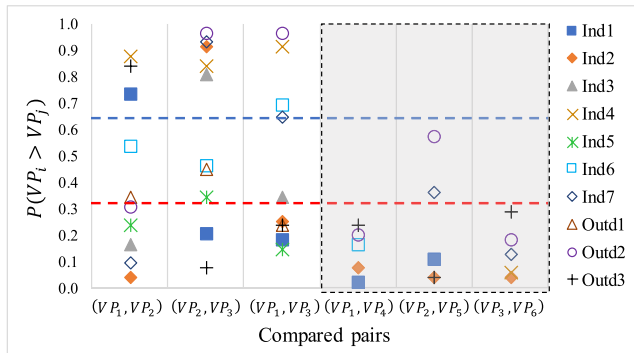 1.0
0.9
0.8
0.7
0.6
0.5
0.4
0.3
0.2
0.1
0.0
P(VP_i > VP_j)
(VP_1, VP_2) (VP_2, VP_3) (VP_1, VP_3) (VP_1, VP_4) (VP_2, VP_5) (VP_3, VP_6)
Compared pairs
Ind1
Ind2
Ind3
Ind4
Ind5
Ind6
Ind7
Outd1
Outd2
Outd3